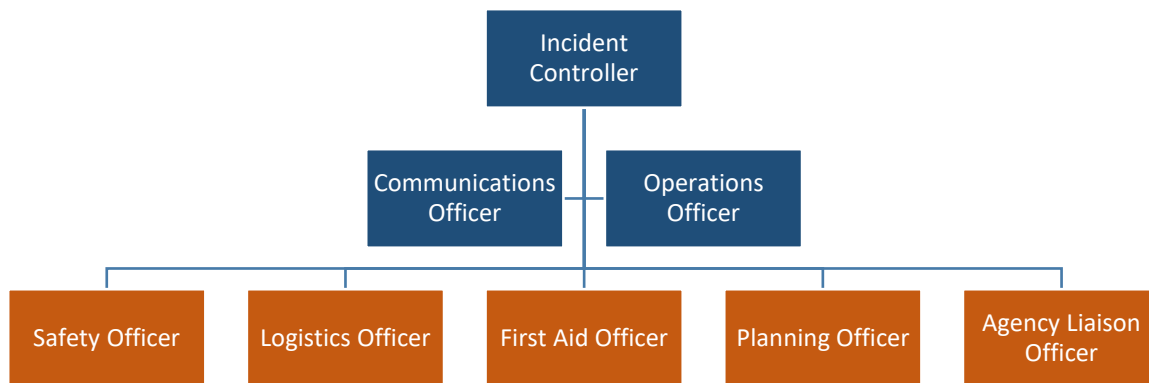 Incident
Controller
Communications
Officer
Operations
Officer
Safety Officer
Logistics Officer
First Aid Officer
Planning Officer
Agency Liaison
Officer